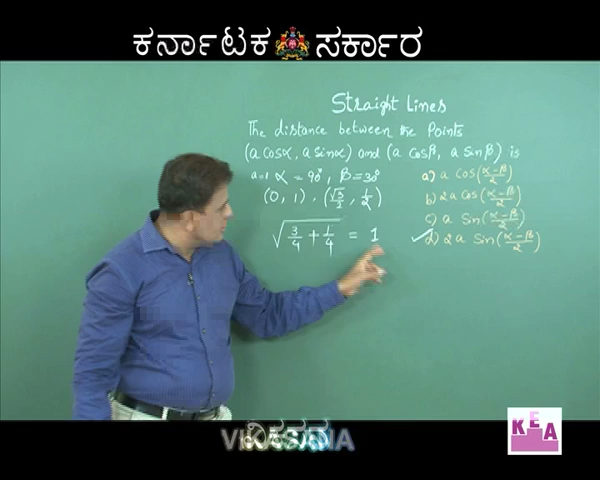 ಕರ್ನಾಟಕ ಸರ್ಕಾರ
Straight Lines
The distance between the Points
(a cosα, a sinα) and (a cosβ, a sinβ) is
a=1 α = 90°, β = 30°
(0, 1) . (√3/2, 1/2)
√(3/4 + 1/4) = 1
a) a cos((α-β)/2)
b) 2a cos((α-β)/2)
c) a sin((α-β)/2)
✓ d) 2a sin((α-β)/2)
KEA